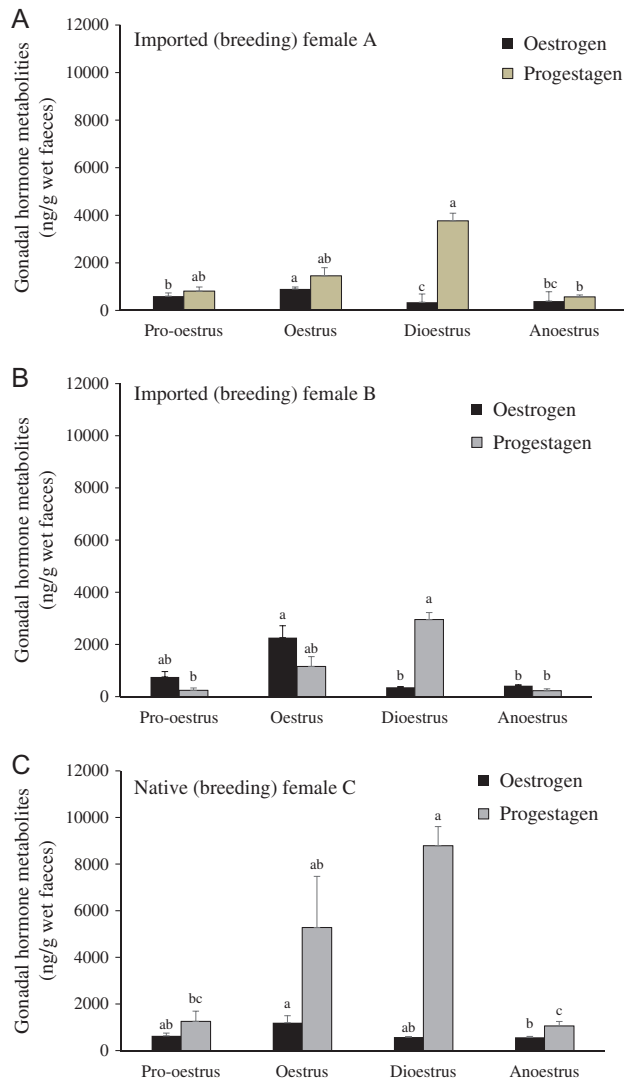 A
Imported (breeding) female A
Oestrogen
Progestagen
Gonadal hormone metabolities
(ng/g wet faeces)
12000
10000
8000
6000
4000
2000
0
b ab a ab c a bc b
Pro-oestrus Oestrus Dioestrus Anoestrus
B
Imported (breeding) female B
Oestrogen
Progestagen
Gonadal hormone metabolites
(ng/g wet faeces)
12000
10000
8000
6000
4000
2000
0
ab b a ab b a b b
Pro-oestrus Oestrus Dioestrus Anoestrus
C
Native (breeding) female C
Oestrogen
Progestagen
Gonadal hormone metabolites
(ng/g wet faeces)
12000
10000
8000
6000
4000
2000
0
ab bc a ab ab a b c
Pro-oestrus Oestrus Dioestrus Anoestrus